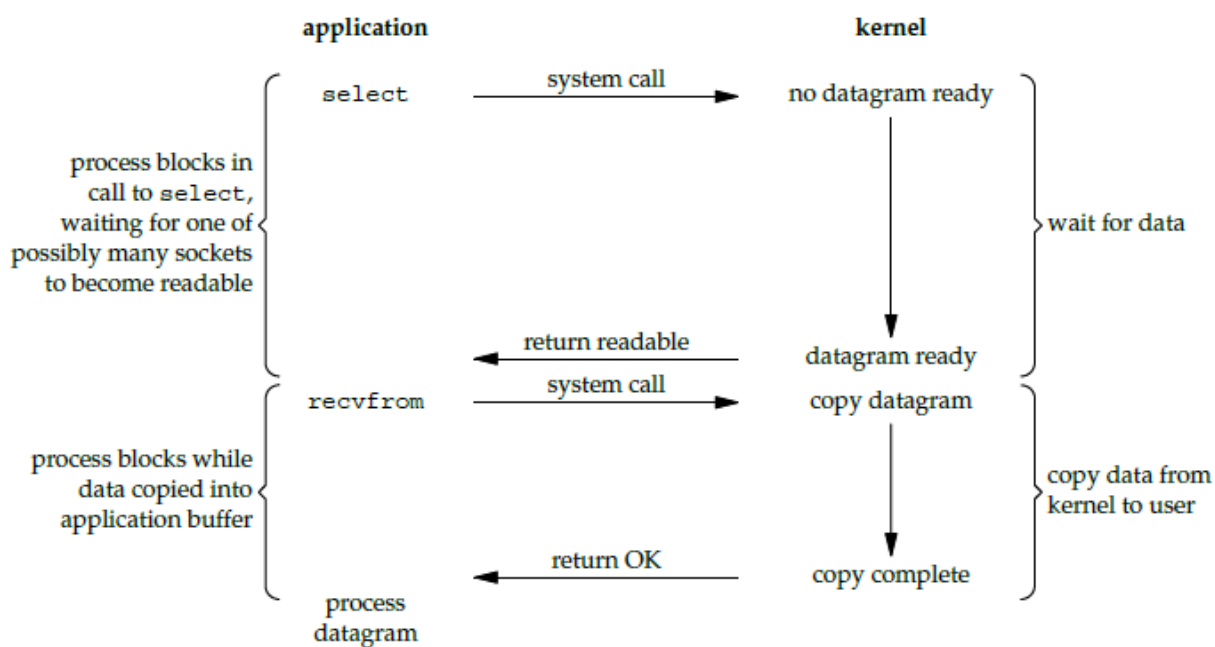 application
kernel
select
system call
no datagram ready
process blocks in
call to select,
waiting for one of
possibly many sockets
to become readable
wait for data
return readable
datagram ready
recvfrom
system call
copy datagram
process blocks while
data copied into
application buffer
copy data from
kernel to user
return OK
copy complete
process
datagram